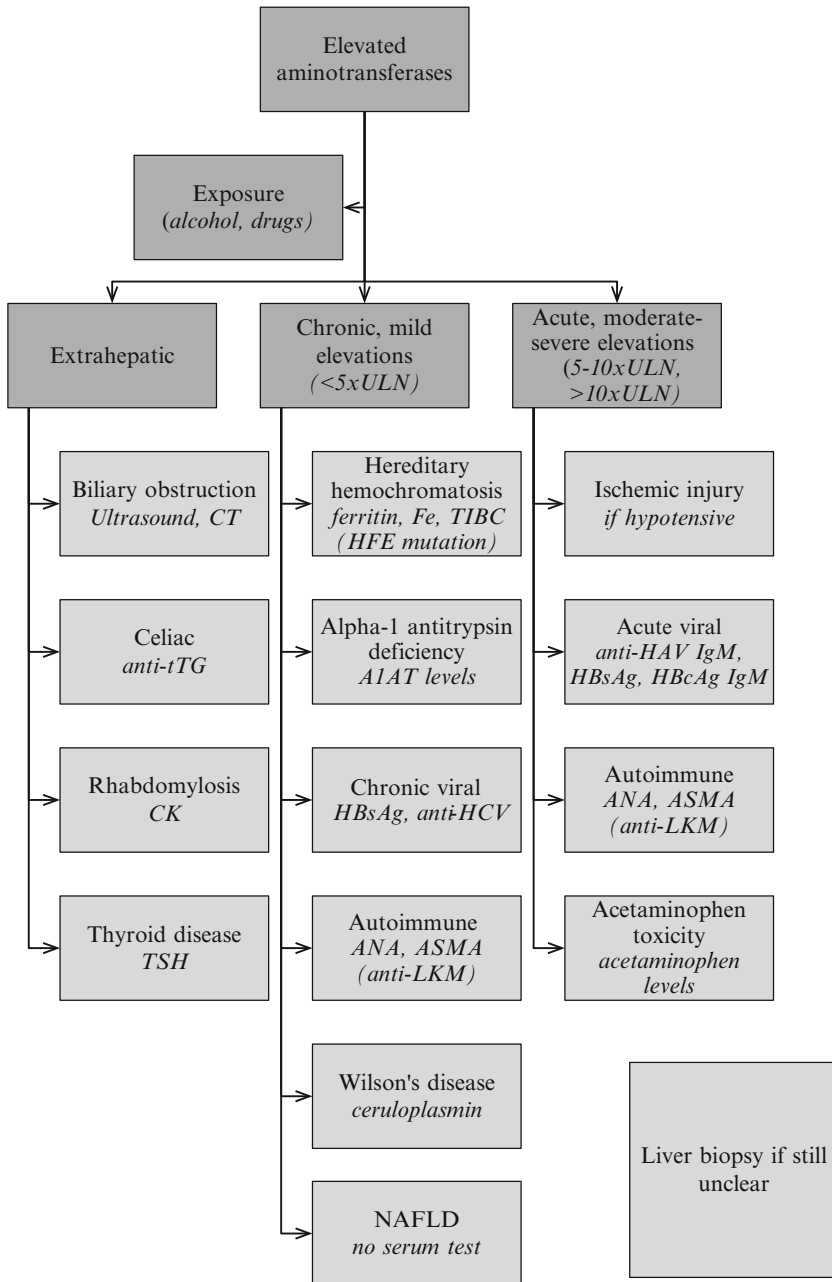 Elevated
aminotransferases
Exposure
(alcohol, drugs)
Extrahepatic
Chronic, mild
elevations
(<5xULN)
Acute, moderate-
severe elevations
(5-10xULN,
>10xULN)
Biliary obstruction
Ultrasound, CT
Celiac
anti-tTG
Rhabdomylosis
CK
Thyroid disease
TSH
Hereditary
hemochromatosis
ferritin, Fe, TIBC
(HFE mutation)
Alpha-1 antitrypsin
deficiency
A1AT levels
Chronic viral
HBsAg, anti-HCV
Autoimmune
ANA, ASMA
(anti-LKM)
Wilson's disease
ceruloplasmin
NAFLD
no serum test
Ischemic injury
if hypotensive
Acute viral
anti-HAV IgM,
HBsAg, HBcAg IgM
Autoimmune
ANA, ASMA
(anti-LKM)
Acetaminophen
toxicity
acetaminophen
levels
Liver biopsy if still
unclear